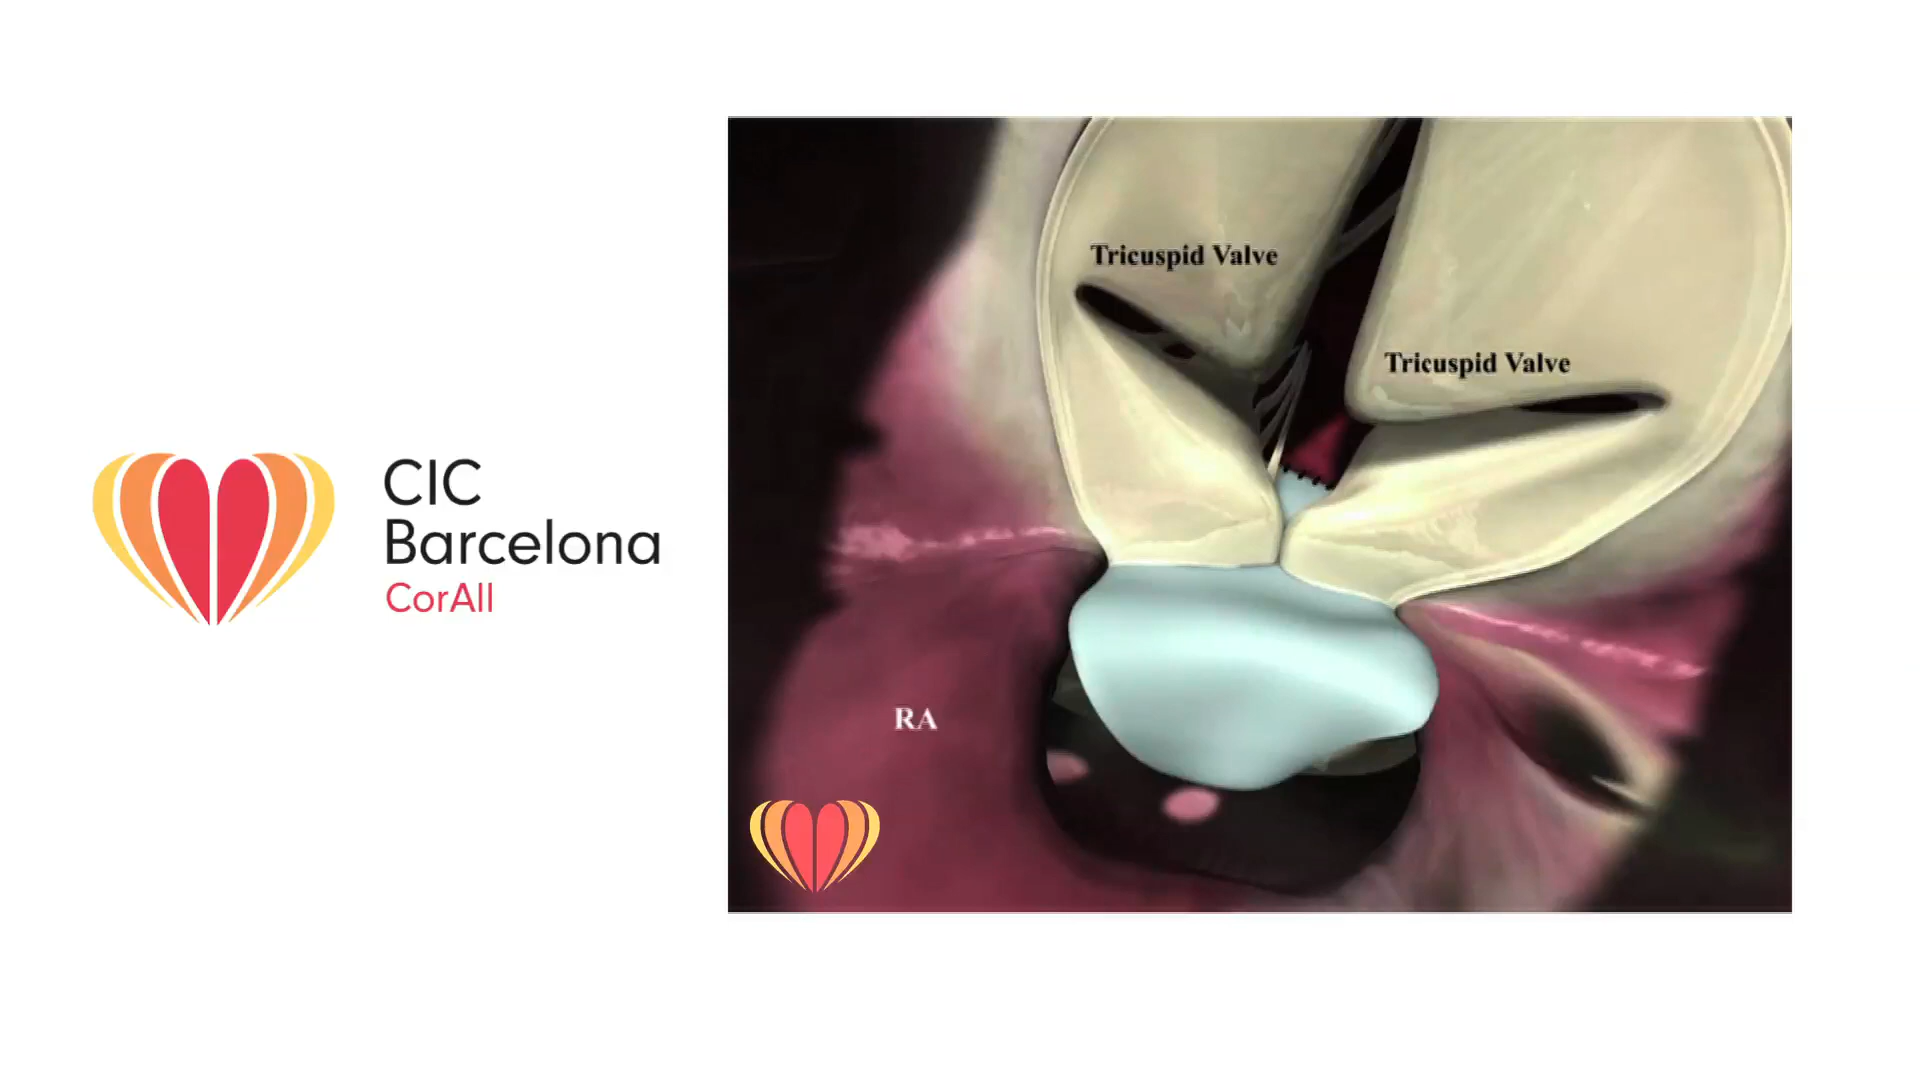 CIC
Barcelona
CorAll
Tricuspid Valve
Tricuspid Valve
RA